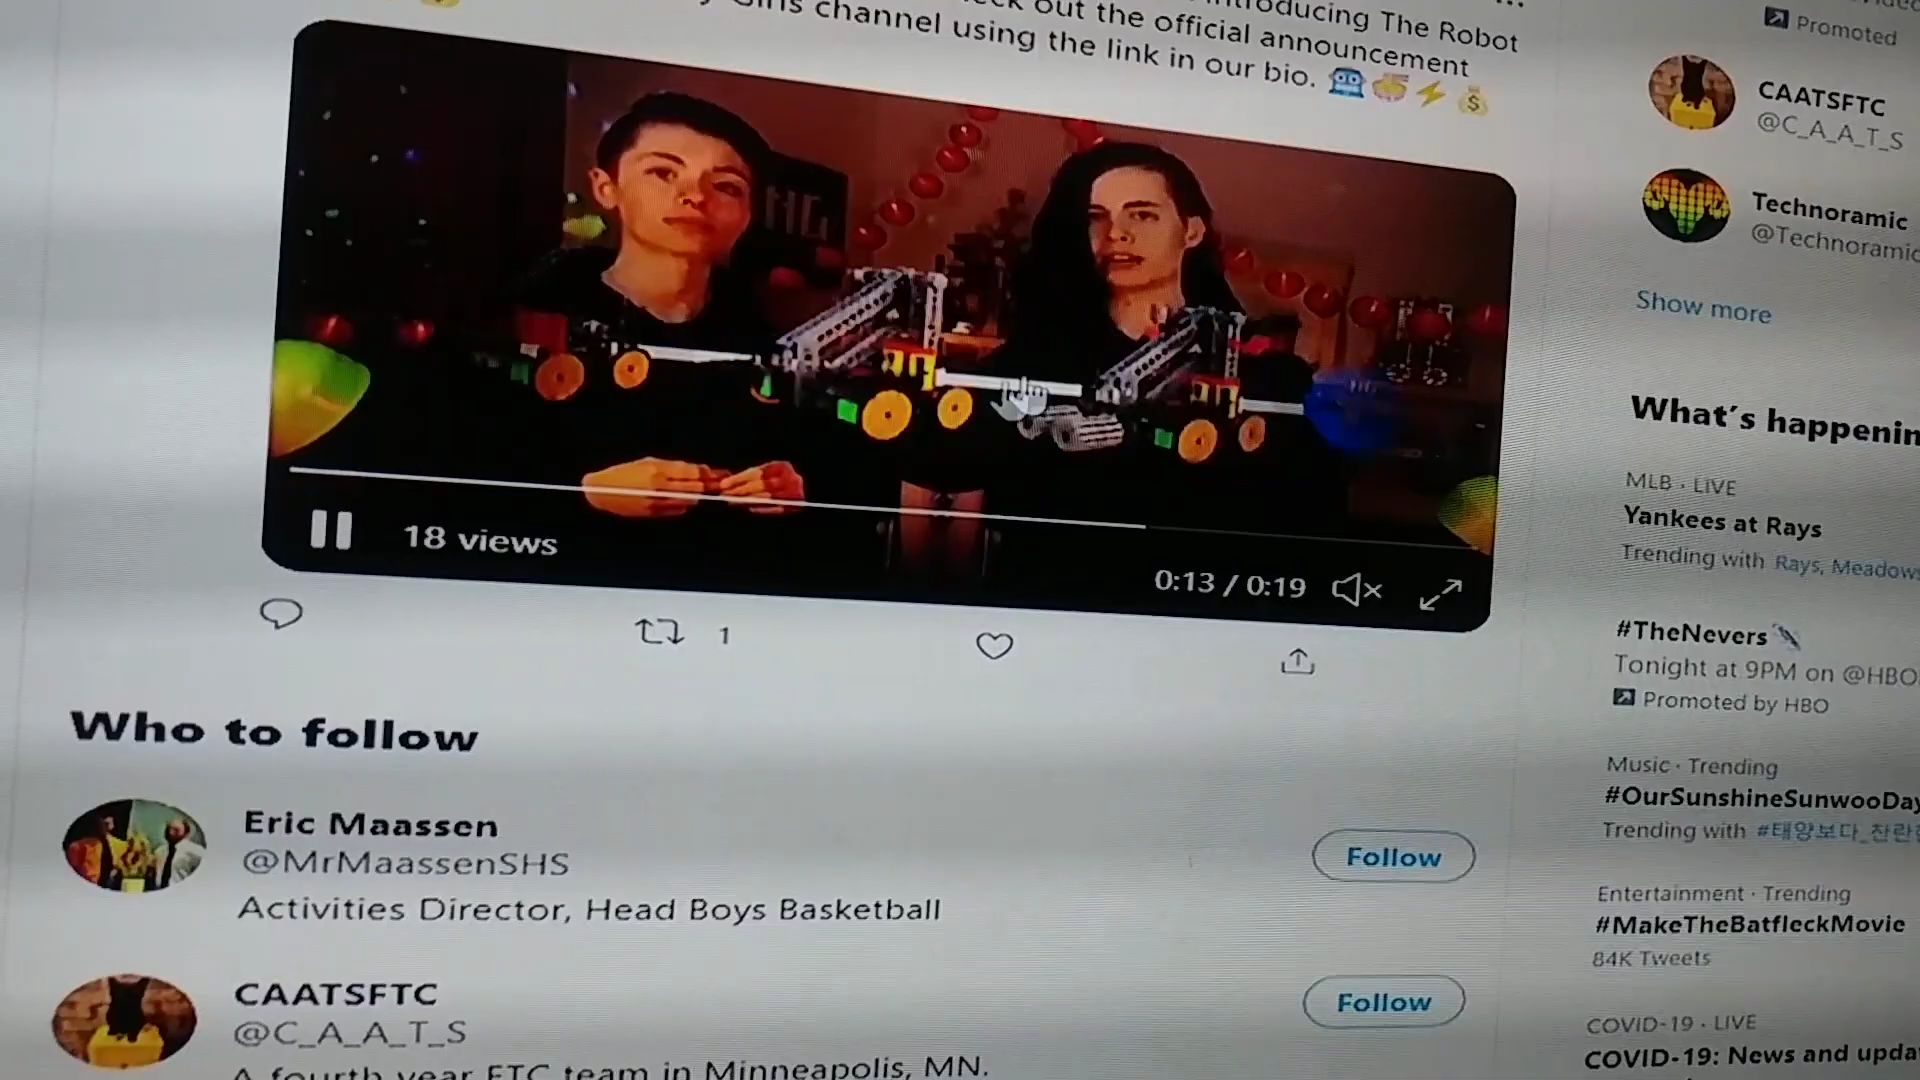 Introducing The Robot
out the official announcement
channel using the link in our bio.
HG
18 views
0:13 / 0:19
1
Who to follow
Eric Maassen
@MrMaassenSHS
Follow
Activities Director, Head Boys Basketball
CAATSFTC
@C_A_A_T_S
Follow
A fourth year FTC team in Minneapolis, MN.
Promoted
CAATSFTC
@C_A_A_T_S
Technoramic
@Technoramic
Show more
What's happenin
MLB · LIVE
Yankees at Rays
Trending with Rays, Meadows
#TheNevers
Tonight at 9PM on @HBO
Promoted by HBO
Music · Trending
#OurSunshineSunwooDay
Trending with #태양보다_찬란한
Entertainment · Trending
#MakeTheBatfleckMovie
84K Tweets
COVID-19 · LIVE
COVID-19: News and upda